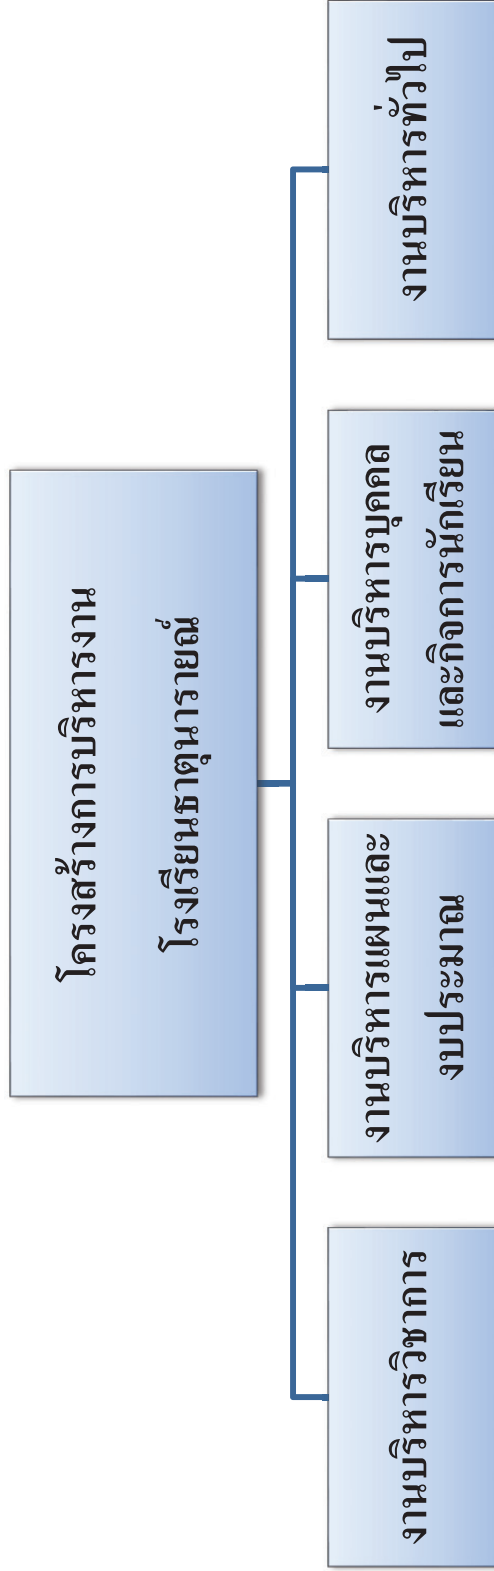 โครงสร้างการบริหารงาน
โรงเรียนธาตุนารายณ์
งานบริหารวิชาการ
งานบริหารแผนและ
งบประมาณ
งานบริหารบุคคล
และกิจการนักเรียน
งานบริหารทั่วไป